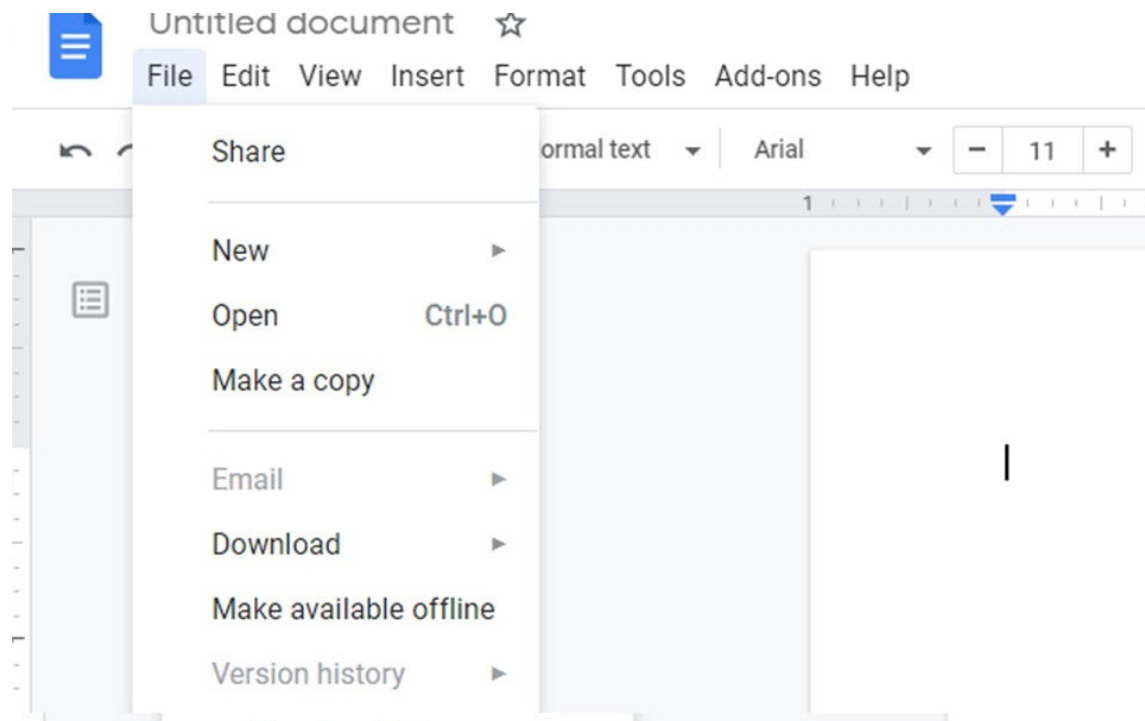 Untitled document
File Edit View Insert Format Tools Add-ons Help
Share
ormal text Arial - 11 +
1
New
Open Ctrl+O
Make a copy
Email
Download
Make available offline
Version history